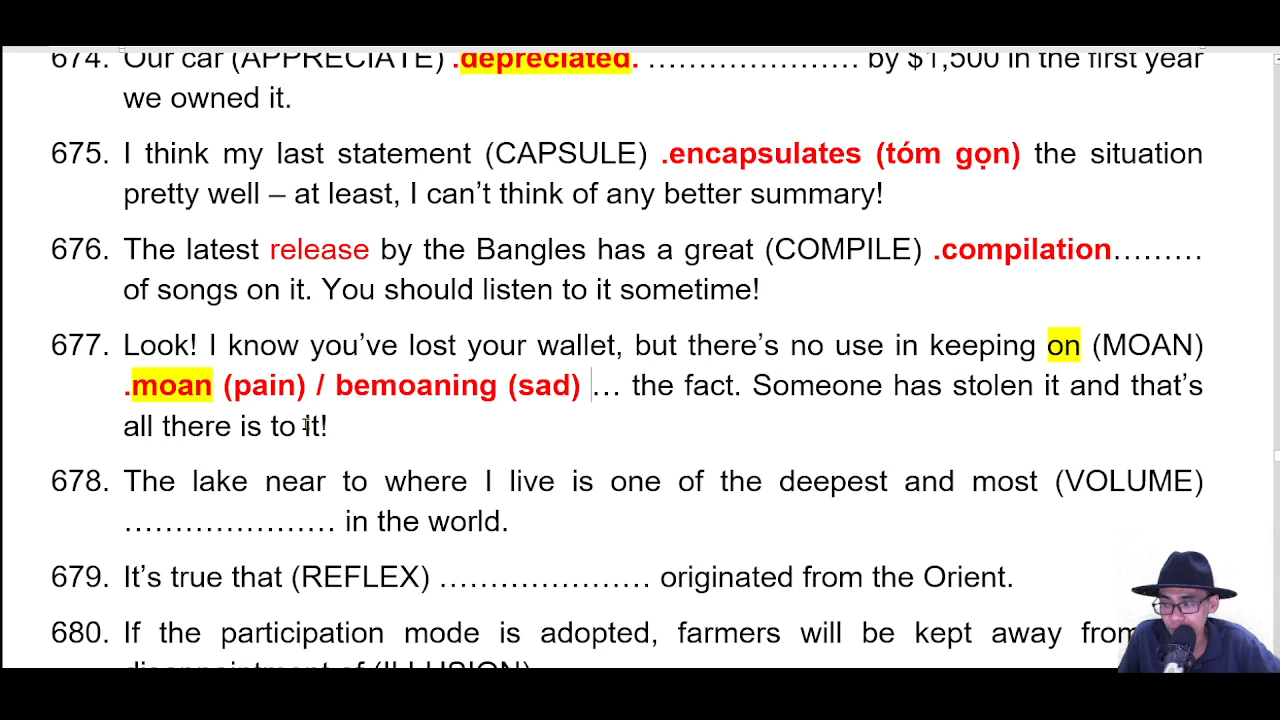 674. Our car (APPRECIATE) .depreciated. ………………… by $1,500 in the first year
we owned it.
675. I think my last statement (CAPSULE) .encapsulates (tóm gọn) the situation
pretty well – at least, I can’t think of any better summary!
676. The latest release by the Bangles has a great (COMPILE) .compilation………
of songs on it. You should listen to it sometime!
677. Look! I know you’ve lost your wallet, but there’s no use in keeping on (MOAN)
.moan (pain) / bemoaning (sad) … the fact. Someone has stolen it and that’s
all there is to it!
678. The lake near to where I live is one of the deepest and most (VOLUME)
………………… in the world.
679. It’s true that (REFLEX) ………………… originated from the Orient.
680. If the participation mode is adopted, farmers will be kept away from
disappointment of (ILLUSION)